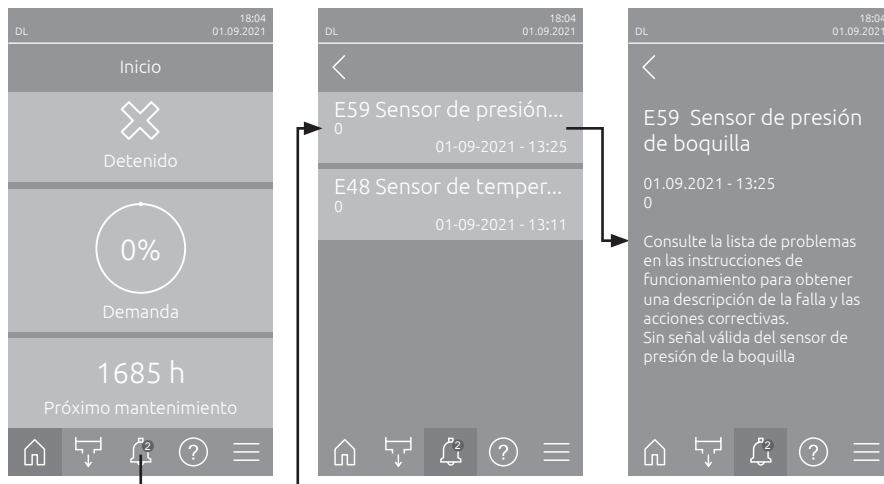 18:04
DL 01.09.2021
Inicio
Detenido
0%
Demanda
1685 h
Próximo mantenimiento
2
?
18:04
DL 01.09.2021
E59 Sensor de presión...
0
01-09-2021 - 13:25
E48 Sensor de temper...
0
01-09-2021 - 13:11
2
?
18:04
DL 01.09.2021
E59 Sensor de presión
de boquilla
01.09.2021 - 13:25
0
Consulte la lista de problemas
en las instrucciones de
funcionamiento para obtener
una descripción de la falla y las
acciones correctivas.
Sin señal válida del sensor de
presión de la boquilla
2
?